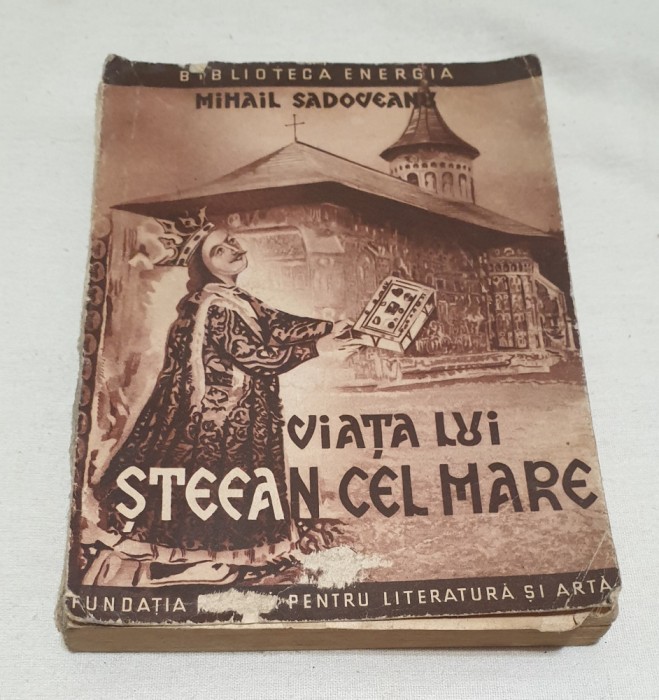 BIBLIOTECA ENERGIA
MIHAIL SADOVEANU
VIAȚA LUI
ȘTEFAN CEL MARE
FUNDAȚIA PENTRU LITERATURĂ ȘI ARTĂ